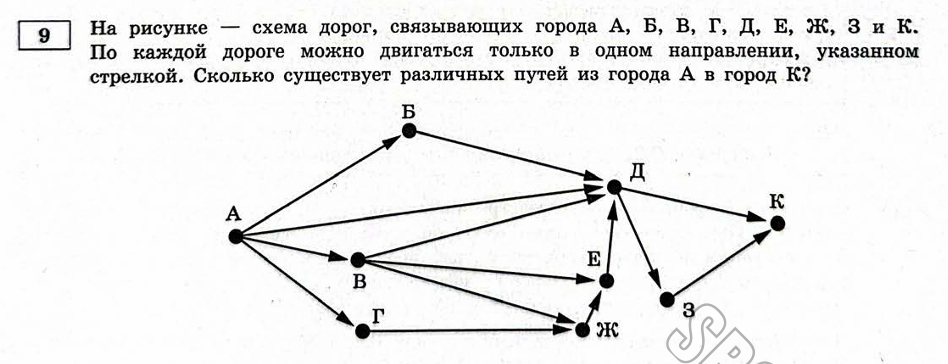 9
На рисунке — схема дорог, связывающих города А, Б, В, Г, Д, Е, Ж, З и К.
По каждой дороге можно двигаться только в одном направлении, указанном
стрелкой. Сколько существует различных путей из города А в город К?
Б
Д
К
А
Е
В
З
Г
Ж